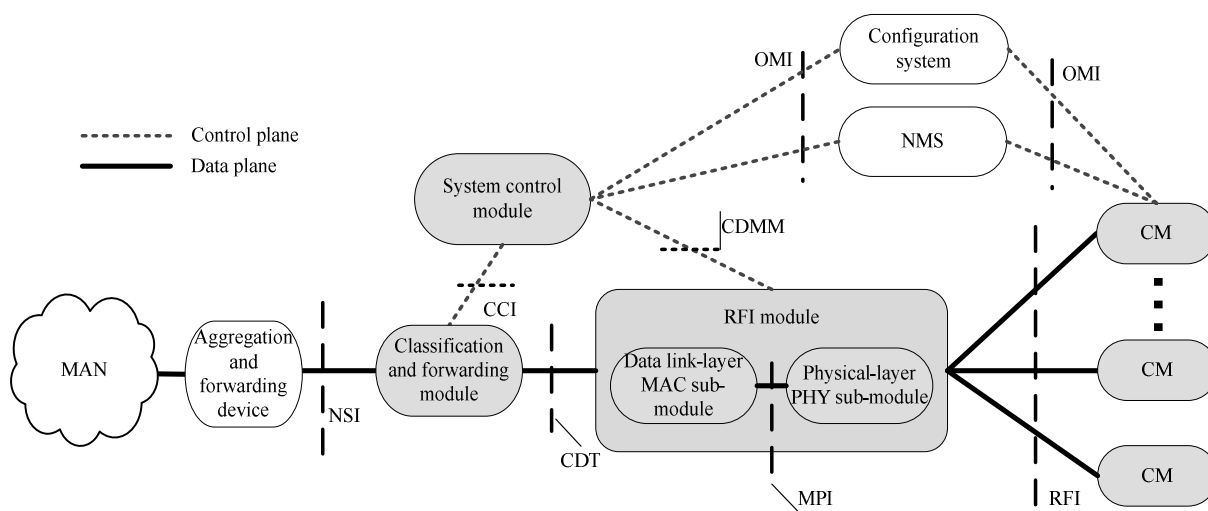 Configuration
system
OMI
OMI
Control plane
Data plane
NMS
System control
module
CDMM
CM
CCI
RFI module
MAN
Aggregation
and
forwarding
device
Classification
and forwarding
module
Data link-layer
MAC sub-
module
Physical-layer
PHY sub-module
CM
NSI
CDT
MPI
RFI
CM